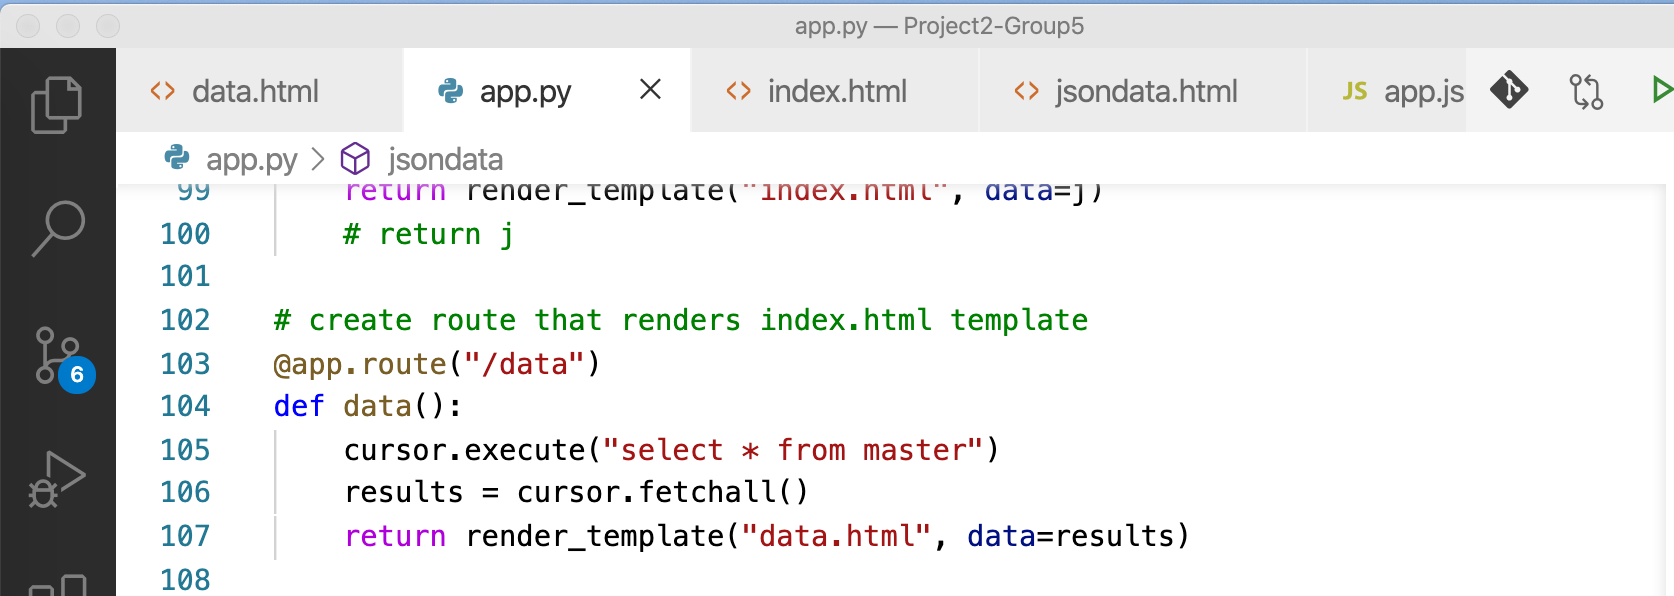 app.py — Project2-Group5
data.html app.py index.html jsondata.html JS app.js
app.py > jsondata
99 return render_template("index.html", data=j)
100 # return j
101
102 # create route that renders index.html template
103 @app.route("/data")
104 def data():
105 cursor.execute("select * from master")
106 results = cursor.fetchall()
107 return render_template("data.html", data=results)
108
6